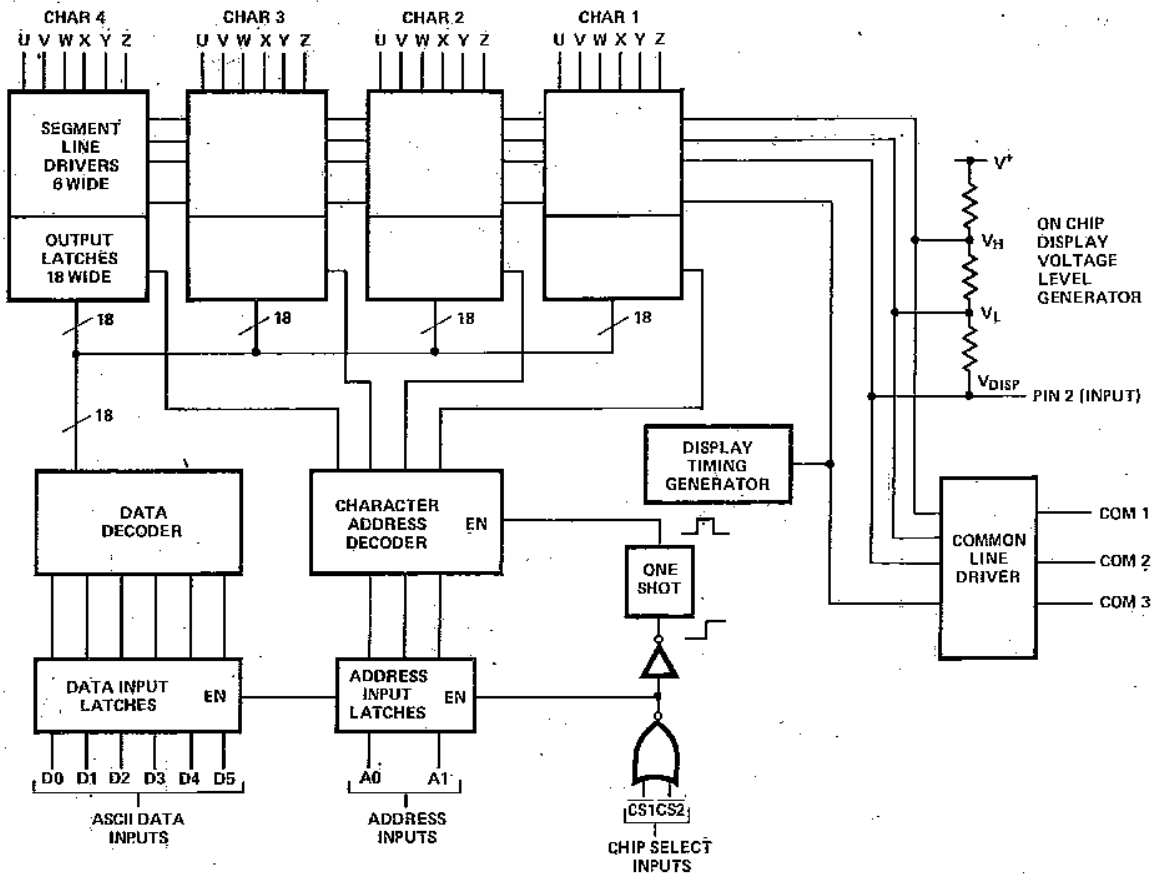 CHAR 4 CHAR 3 CHAR 2 CHAR 1
U V W X Y Z U V W X Y Z U V W X Y Z U V W X Y Z
SEGMENT
LINE
DRIVERS
6 WIDE
OUTPUT
LATCHES
18 WIDE
18 18 18 18
18
V+
VH
VL
VDISP
PIN 2 (INPUT)
ON CHIP
DISPLAY
VOLTAGE
LEVEL
GENERATOR
DATA
DECODER
CHARACTER
ADDRESS
DECODER
EN
DISPLAY
TIMING
GENERATOR
ONE
SHOT
COMMON
LINE
DRIVER
COM 1
COM 2
COM 3
DATA INPUT
LATCHES
EN
ADDRESS
INPUT
LATCHES
EN
D0 D1 D2 D3 D4 D5
ASCII DATA
INPUTS
A0 A1
ADDRESS
INPUTS
CS1 CS2
CHIP SELECT
INPUTS